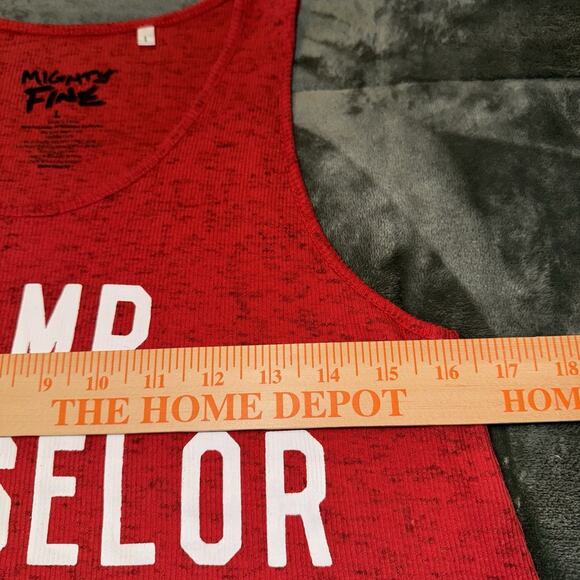 L
MIGHTY
FINE
L
MP
9 10 11 12 13 14 15 16 17 18
THE HOME DEPOT HOM
SELOR